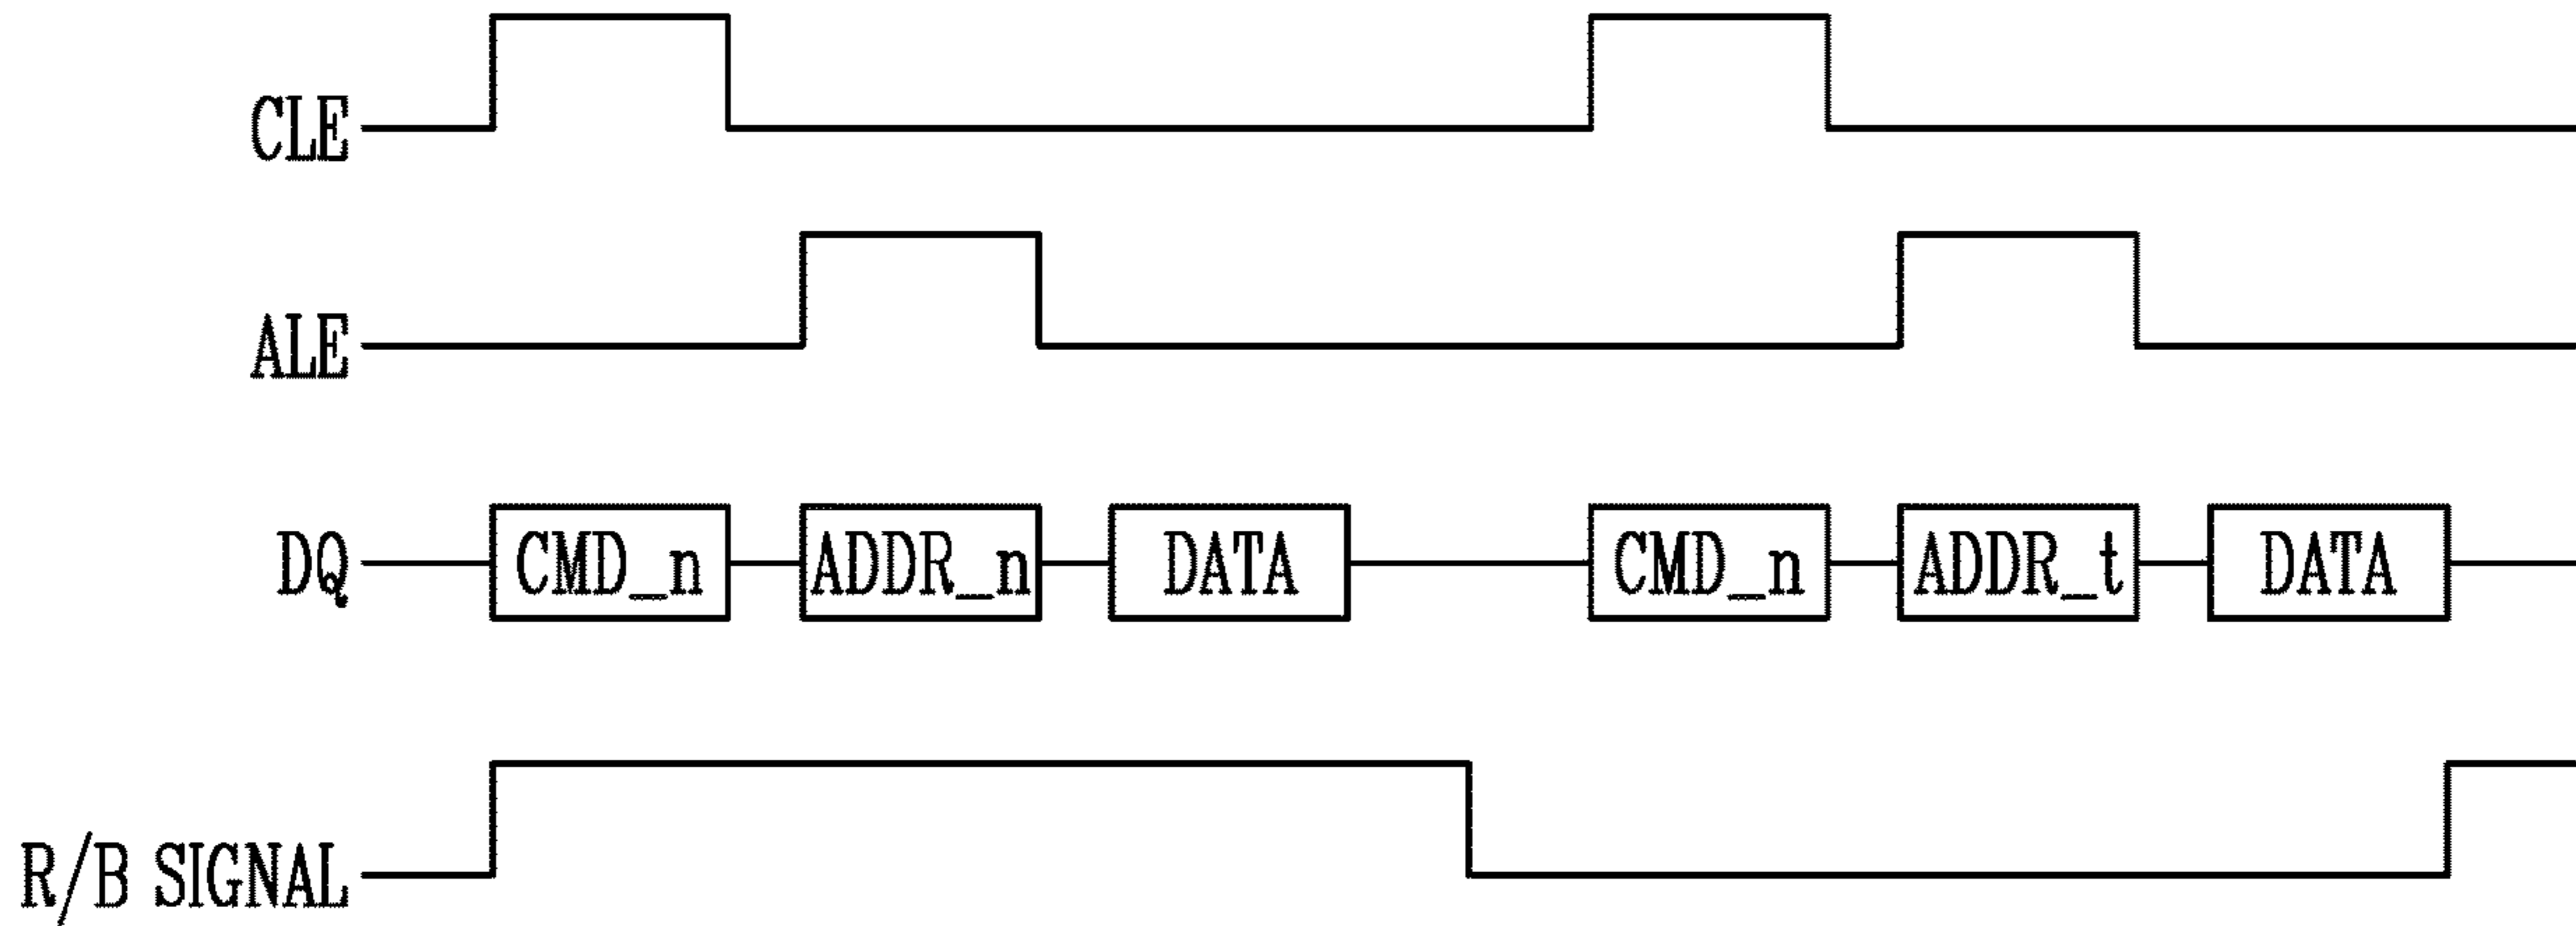 CLE
ALE
DQ CMD_n ADDR_n DATA CMD_n ADDR_t DATA
R/B SIGNAL